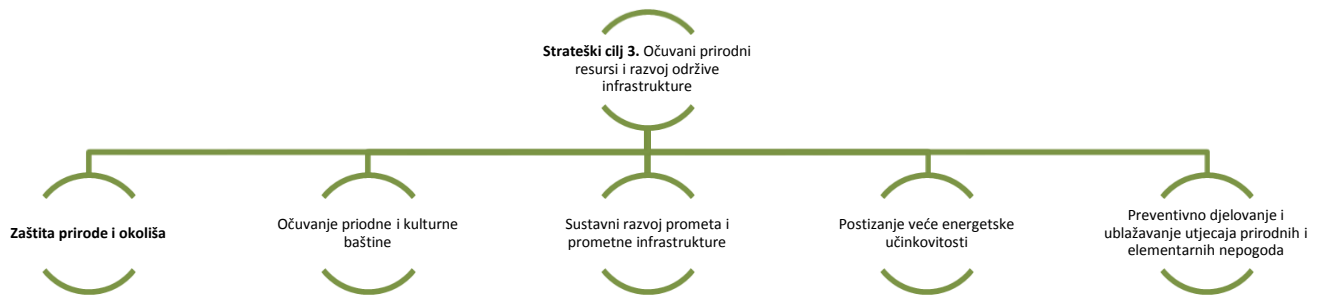 Strateški cilj 3. Očuvani prirodni
resursi i razvoj održive
infrastrukture
Zaštita prirode i okoliša
Očuvanje priodne i kulturne
baštine
Sustavni razvoj prometa i
prometne infrastrukture
Postizanje veće energetske
učinkovitosti
Preventivno djelovanje i
ublažavanje utjecaja prirodnih i
elementarnih nepogoda